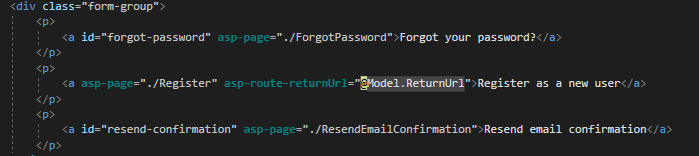 <div class="form-group">
<p>
<a id="forgot-password" asp-page="./ForgotPassword">Forgot your password?</a>
</p>
<p>
<a asp-page="./Register" asp-route-returnUrl="@Model.ReturnUrl">Register as a new user</a>
</p>
<p>
<a id="resend-confirmation" asp-page="./ResendEmailConfirmation">Resend email confirmation</a>
</p>